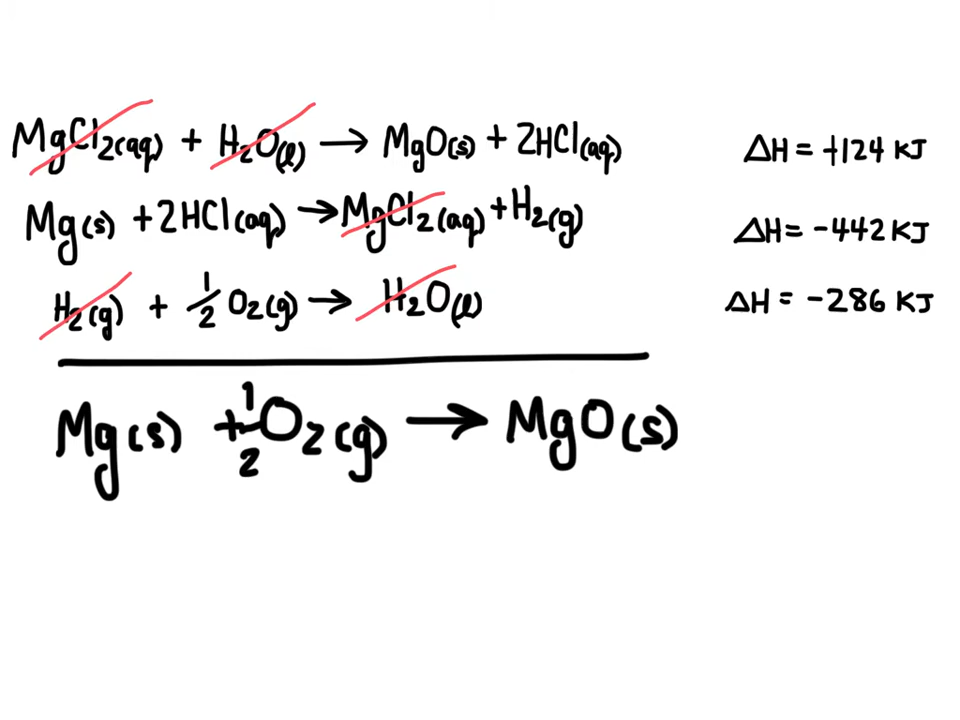 MgCl2(aq) + H2O(l) → MgO(s) + 2HCl(aq) ΔH = +124 KJ
Mg(s) + 2HCl(aq) → MgCl2(aq) + H2(g) ΔH = -442 KJ
H2(g) + 1/2 O2(g) → H2O(l) ΔH = -286 KJ
Mg(s) + 1/2 O2(g) → MgO(s)